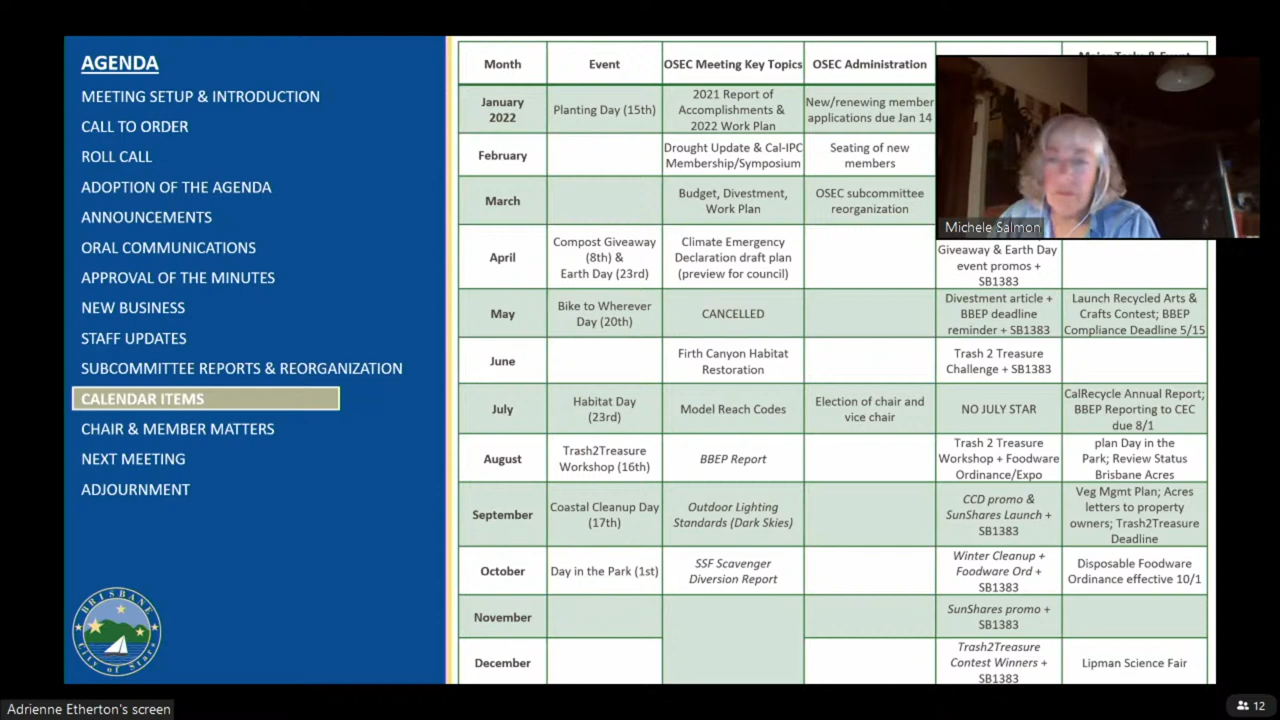 AGENDA
MEETING SETUP & INTRODUCTION
CALL TO ORDER
ROLL CALL
ADOPTION OF THE AGENDA
ANNOUNCEMENTS
ORAL COMMUNICATIONS
APPROVAL OF THE MINUTES
NEW BUSINESS
STAFF UPDATES
SUBCOMMITTEE REPORTS & REORGANIZATION
CALENDAR ITEMS
CHAIR & MEMBER MATTERS
NEXT MEETING
ADJOURNMENT
BRISBANE
City of Stars
Month
Event
OSEC Meeting Key Topics
OSEC Administration
Major Tasks & Event
January
2022
Planting Day (15th)
2021 Report of
Accomplishments &
2022 Work Plan
New/renewing member
applications due Jan 14
February
Drought Update & Cal-IPC
Membership/Symposium
Seating of new
members
March
Budget, Divestment,
Work Plan
OSEC subcommittee
reorganization
Michele Salmon
April
Compost Giveaway
(8th) &
Earth Day (23rd)
Climate Emergency
Declaration draft plan
(preview for council)
Giveaway & Earth Day
event promos +
SB1383
May
Bike to Wherever
Day (20th)
CANCELLED
Divestment article +
BBEP deadline
reminder + SB1383
Launch Recycled Arts &
Crafts Contest; BBEP
Compliance Deadline 5/15
June
Firth Canyon Habitat
Restoration
Trash 2 Treasure
Challenge + SB1383
July
Habitat Day
(23rd)
Model Reach Codes
Election of chair and
vice chair
NO JULY STAR
CalRecycle Annual Report;
BBEP Reporting to CEC
due 8/1
August
Trash2Treasure
Workshop (16th)
BBEP Report
Trash 2 Treasure
Workshop + Foodware
Ordinance/Expo
plan Day in the
Park; Review Status
Brisbane Acres
September
Coastal Cleanup Day
(17th)
Outdoor Lighting
Standards (Dark Skies)
CCD promo &
SunShares Launch +
SB1383
Veg Mgmt Plan; Acres
letters to property
owners; Trash2Treasure
Deadline
October
Day in the Park (1st)
SSF Scavenger
Diversion Report
Winter Cleanup +
Foodware Ord +
SB1383
Disposable Foodware
Ordinance effective 10/1
November
SunShares promo +
SB1383
December
Trash2Treasure
Contest Winners +
SB1383
Lipman Science Fair
Adrienne Etherton's screen
12